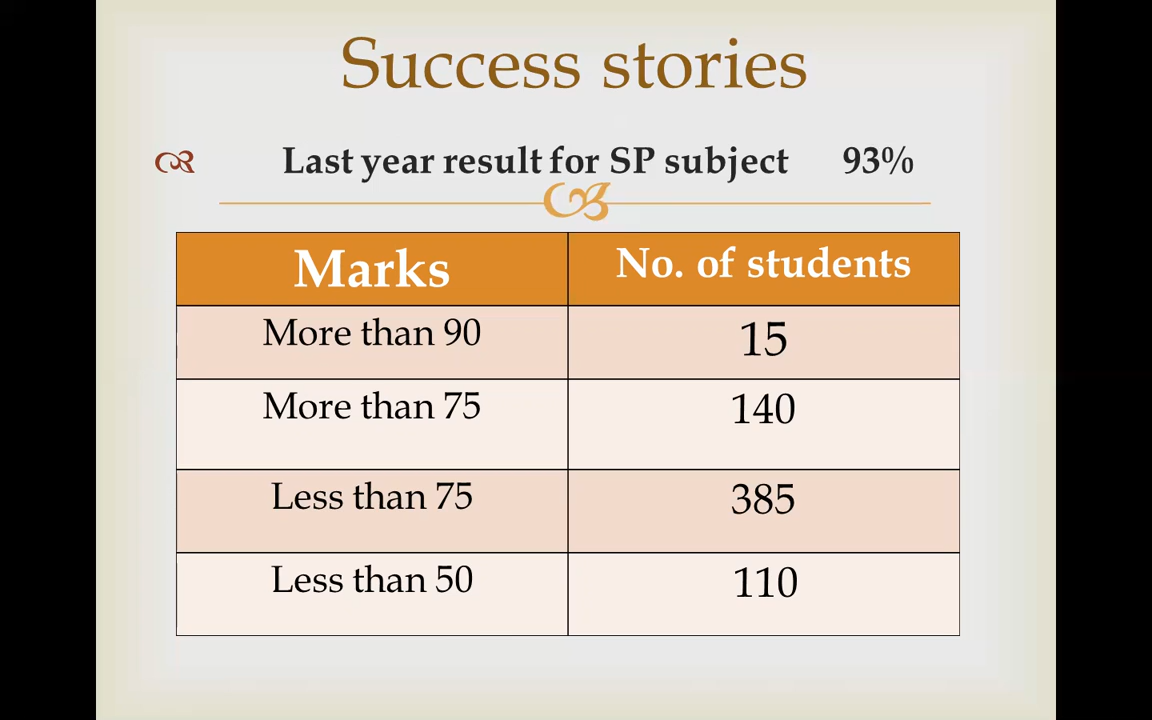 Success stories
Last year result for SP subject 93%
Marks No. of students
More than 90 15
More than 75 140
Less than 75 385
Less than 50 110